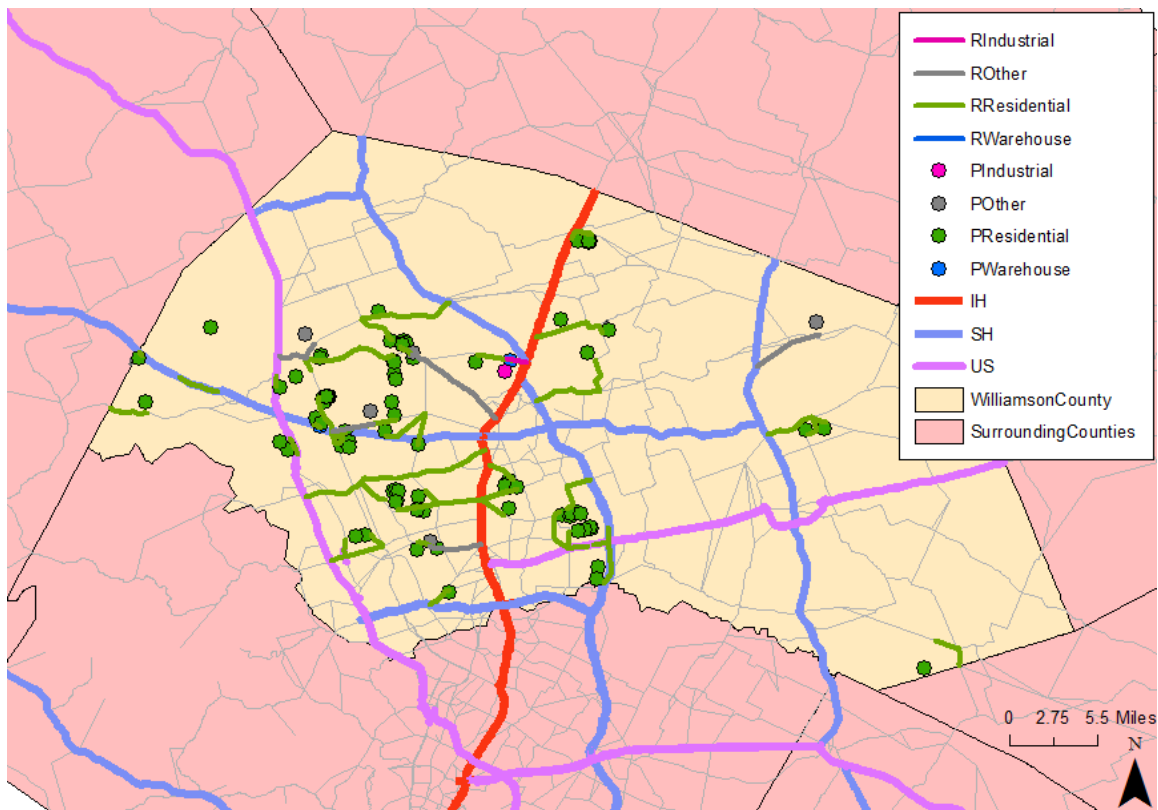 RIndustrial
ROther
RResidential
RWarehouse
PIndustrial
POther
PResidential
PWarehouse
IH
SH
US
WilliamsonCounty
SurroundingCounties
0 2.75 5.5 Miles
N